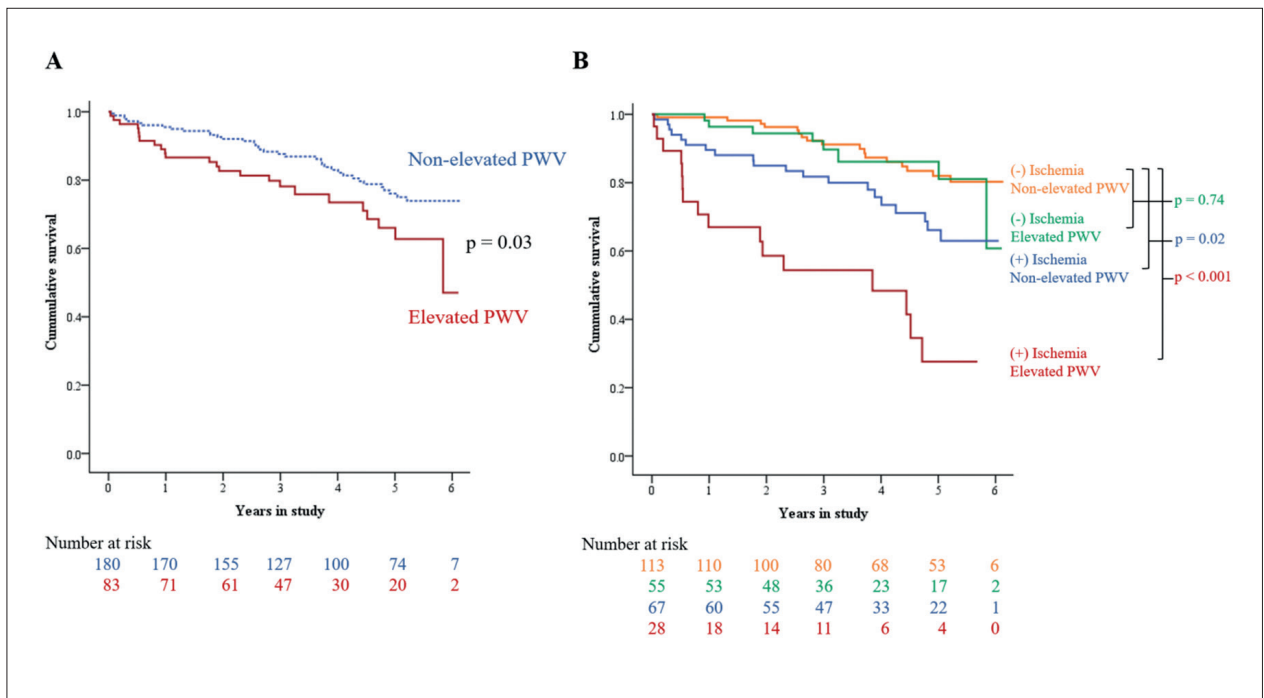 A
Cummulative survival
1.0
0.8
0.6
0.4
0.2
0.0
Non-elevated PWV
p = 0.03
Elevated PWV
0 1 2 3 4 5 6
Years in study
Number at risk
180 170 155 127 100 74 7
83 71 61 47 30 20 2
B
Cummulative survival
1.0
0.8
0.6
0.4
0.2
0.0
(-) Ischemia
Non-elevated PWV
(-) Ischemia
Elevated PWV
(+) Ischemia
Non-elevated PWV
(+) Ischemia
Elevated PWV
p = 0.74
p = 0.02
p < 0.001
0 1 2 3 4 5 6
Years in study
Number at risk
113 110 100 80 68 53 6
55 53 48 36 23 17 2
67 60 55 47 33 22 1
28 18 14 11 6 4 0